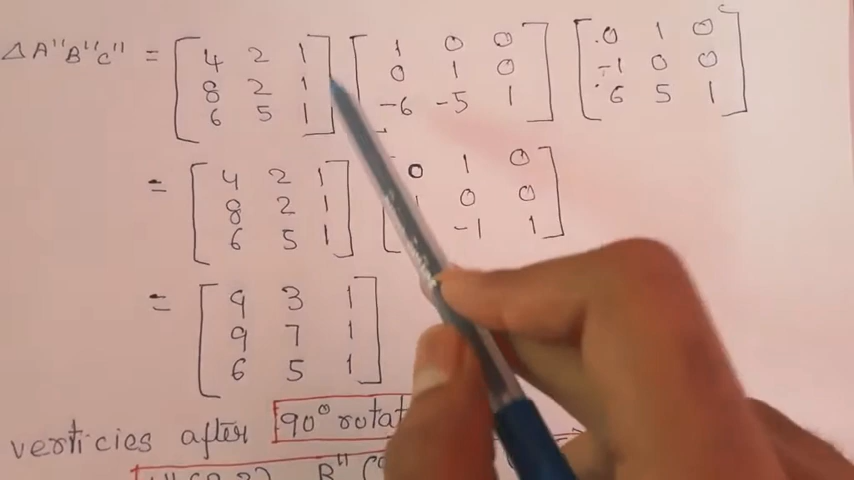 ΔA"B"C" = [4 2 1] [1 0 0] [0 1 0]
[8 2 1] [0 1 0] [-1 0 0]
[6 5 1] [-6 -5 1] [6 5 1]
= [4 2 1] [0 1 0]
[8 2 1] [0 0]
[6 5 1] [-1 1]
= [9 3 1]
[9 7 1]
[6 5 1]
verticies after 90° rotat
B"